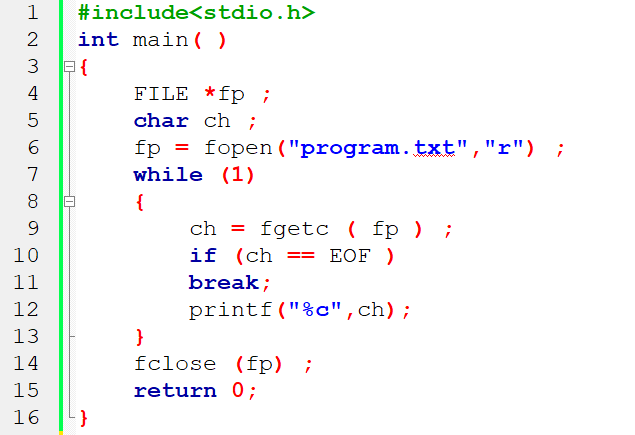 1 #include<stdio.h>
2 int main( )
3 {
4 FILE *fp ;
5 char ch ;
6 fp = fopen("program.txt","r") ;
7 while (1)
8 {
9 ch = fgetc ( fp ) ;
10 if (ch == EOF )
11 break;
12 printf("%c",ch);
13 }
14 fclose (fp) ;
15 return 0;
16 }